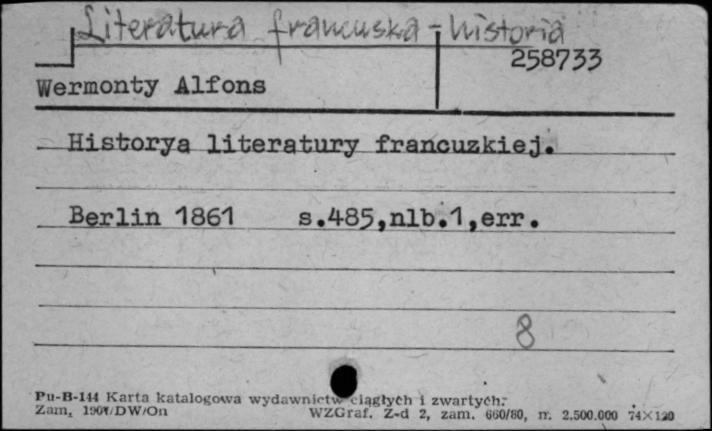 Literatura francuska - historia
258733
Wermonty Alfons
Historya literatury francuzkiej.
Berlin 1861 s.485,nlb.1,err.
8
Pu-B-144 Karta katalogowa wydawnictw ciągłych i zwartych.
Zam. 1901/DW/On WZGraf. Z-d 2, zam. 660/80, n. 2.500.000 74×120